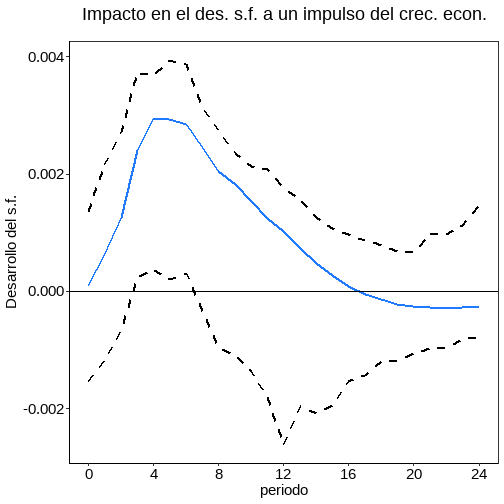 Impacto en el des. s.f. a un impulso del crec. econ.
Desarrollo del s.f.
0.004
0.002
0.000
-0.002
0 4 8 12 16 20 24
periodo